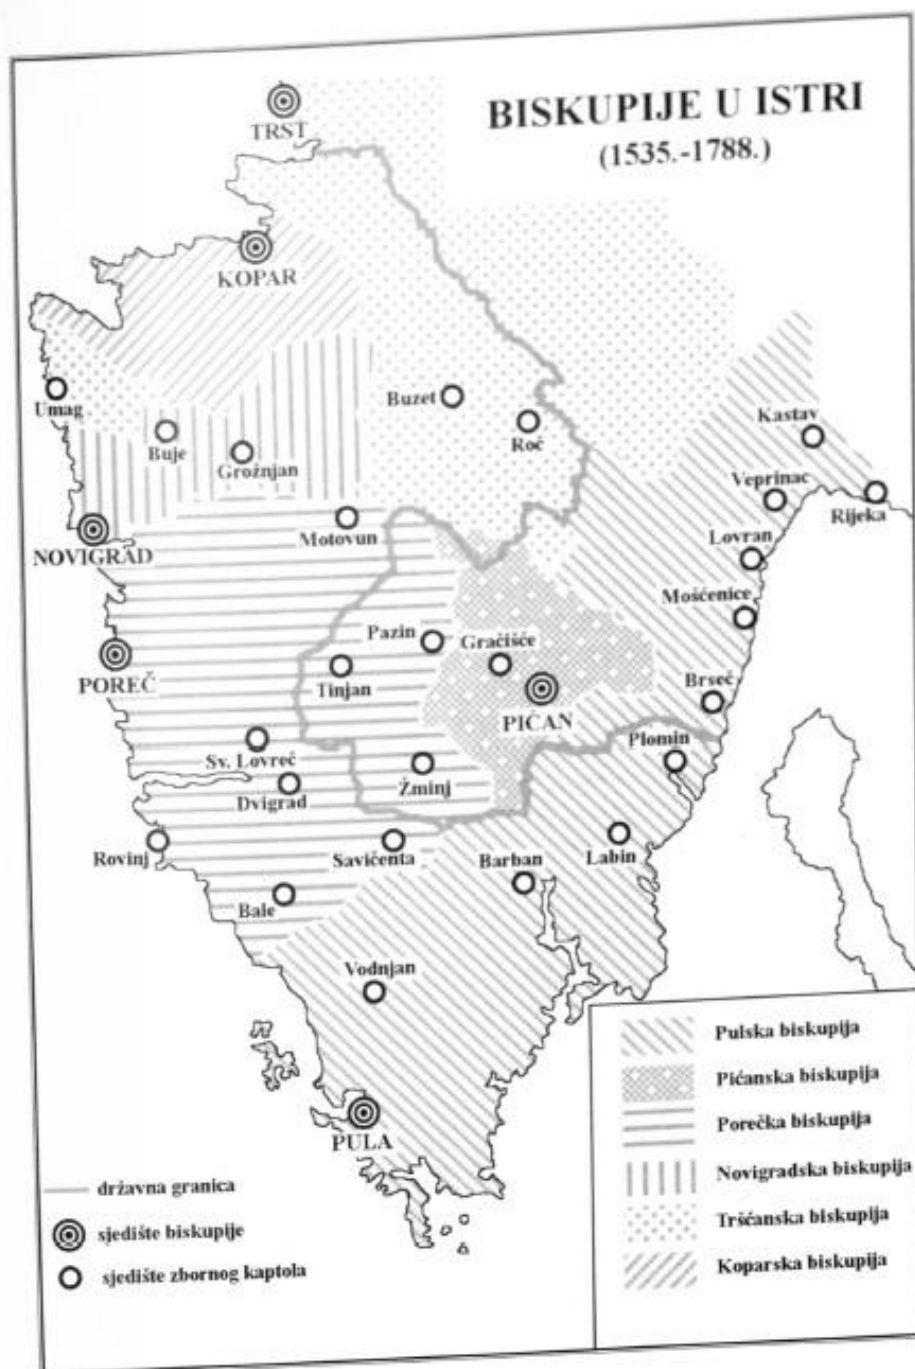 BISKUPIJE U ISTRI
(1535.-1788.)
TRST
KOPAR
Umag
Buje
Grožnjan
Buzet
Roč
Kastav
Veprinac
Rijeka
Lovran
Motovun
NOVIGRAD
Mošćenice
Pazin
Gračišće
POREČ
Tinjan
PIĆAN
Brseč
Plomin
Sv. Lovreč
Žminj
Dvigrad
Rovinj
Savičenta
Barban
Labin
Bale
Vodnjan
PULA
državna granica
sjedište biskupije
sjedište zbornog kaptola
Pulska biskupija
Pićanska biskupija
Porečka biskupija
Novigradska biskupija
Tršćanska biskupija
Koparska biskupija